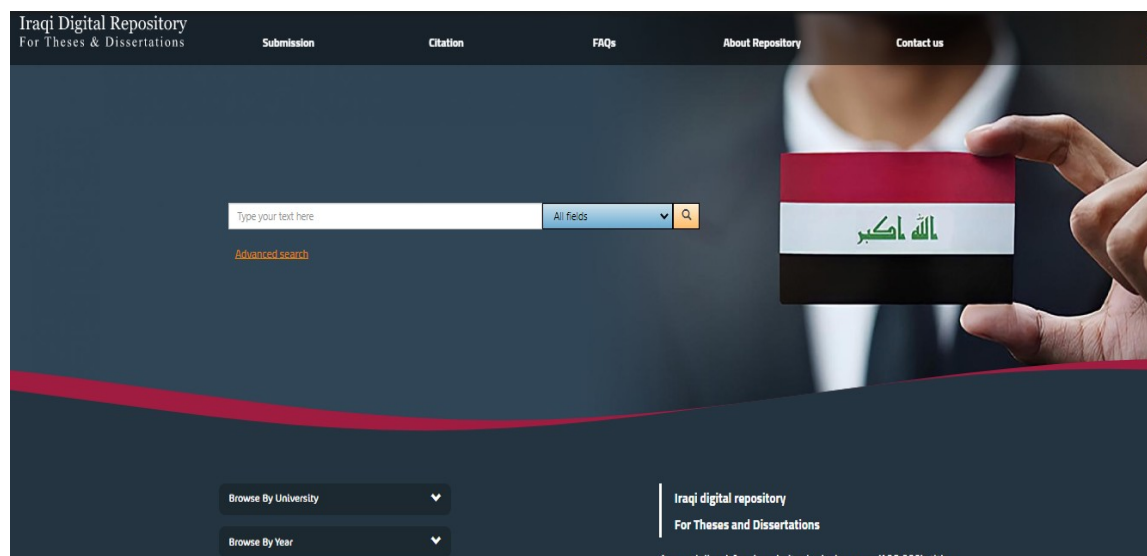 Iraqi Digital Repository
For Theses & Dissertations
Submission
Citation
FAQs
About Repository
Contact us
Type your text here
All fields
Advanced search
الله اكبر
Browse By University
Browse By Year
Iraqi digital repository
For Theses and Dissertations